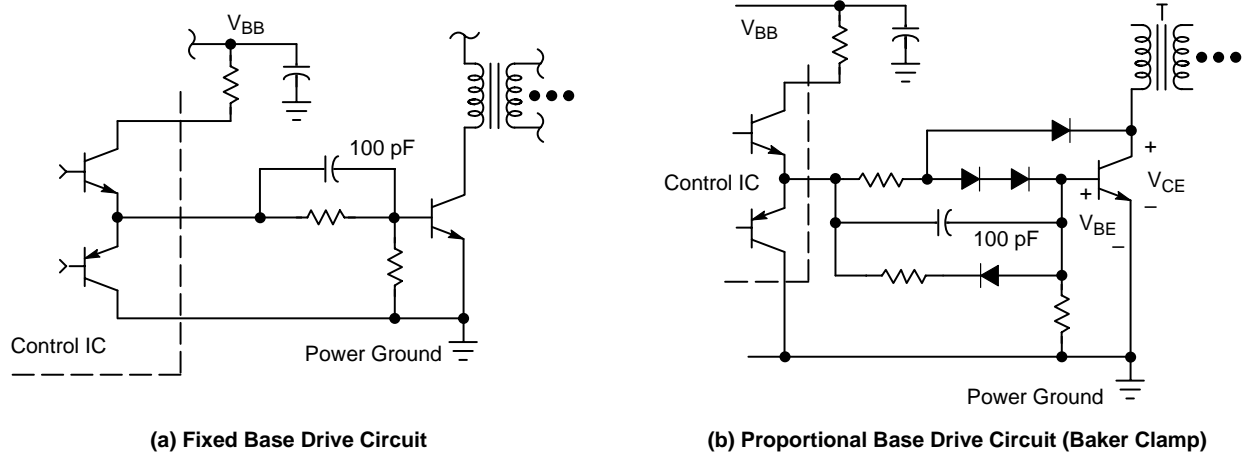 VBB
100 pF
Control IC
Power Ground
(a) Fixed Base Drive Circuit
VBB
T
Control IC
+
VCE
−
+
VBE
−
100 pF
Power Ground
(b) Proportional Base Drive Circuit (Baker Clamp)